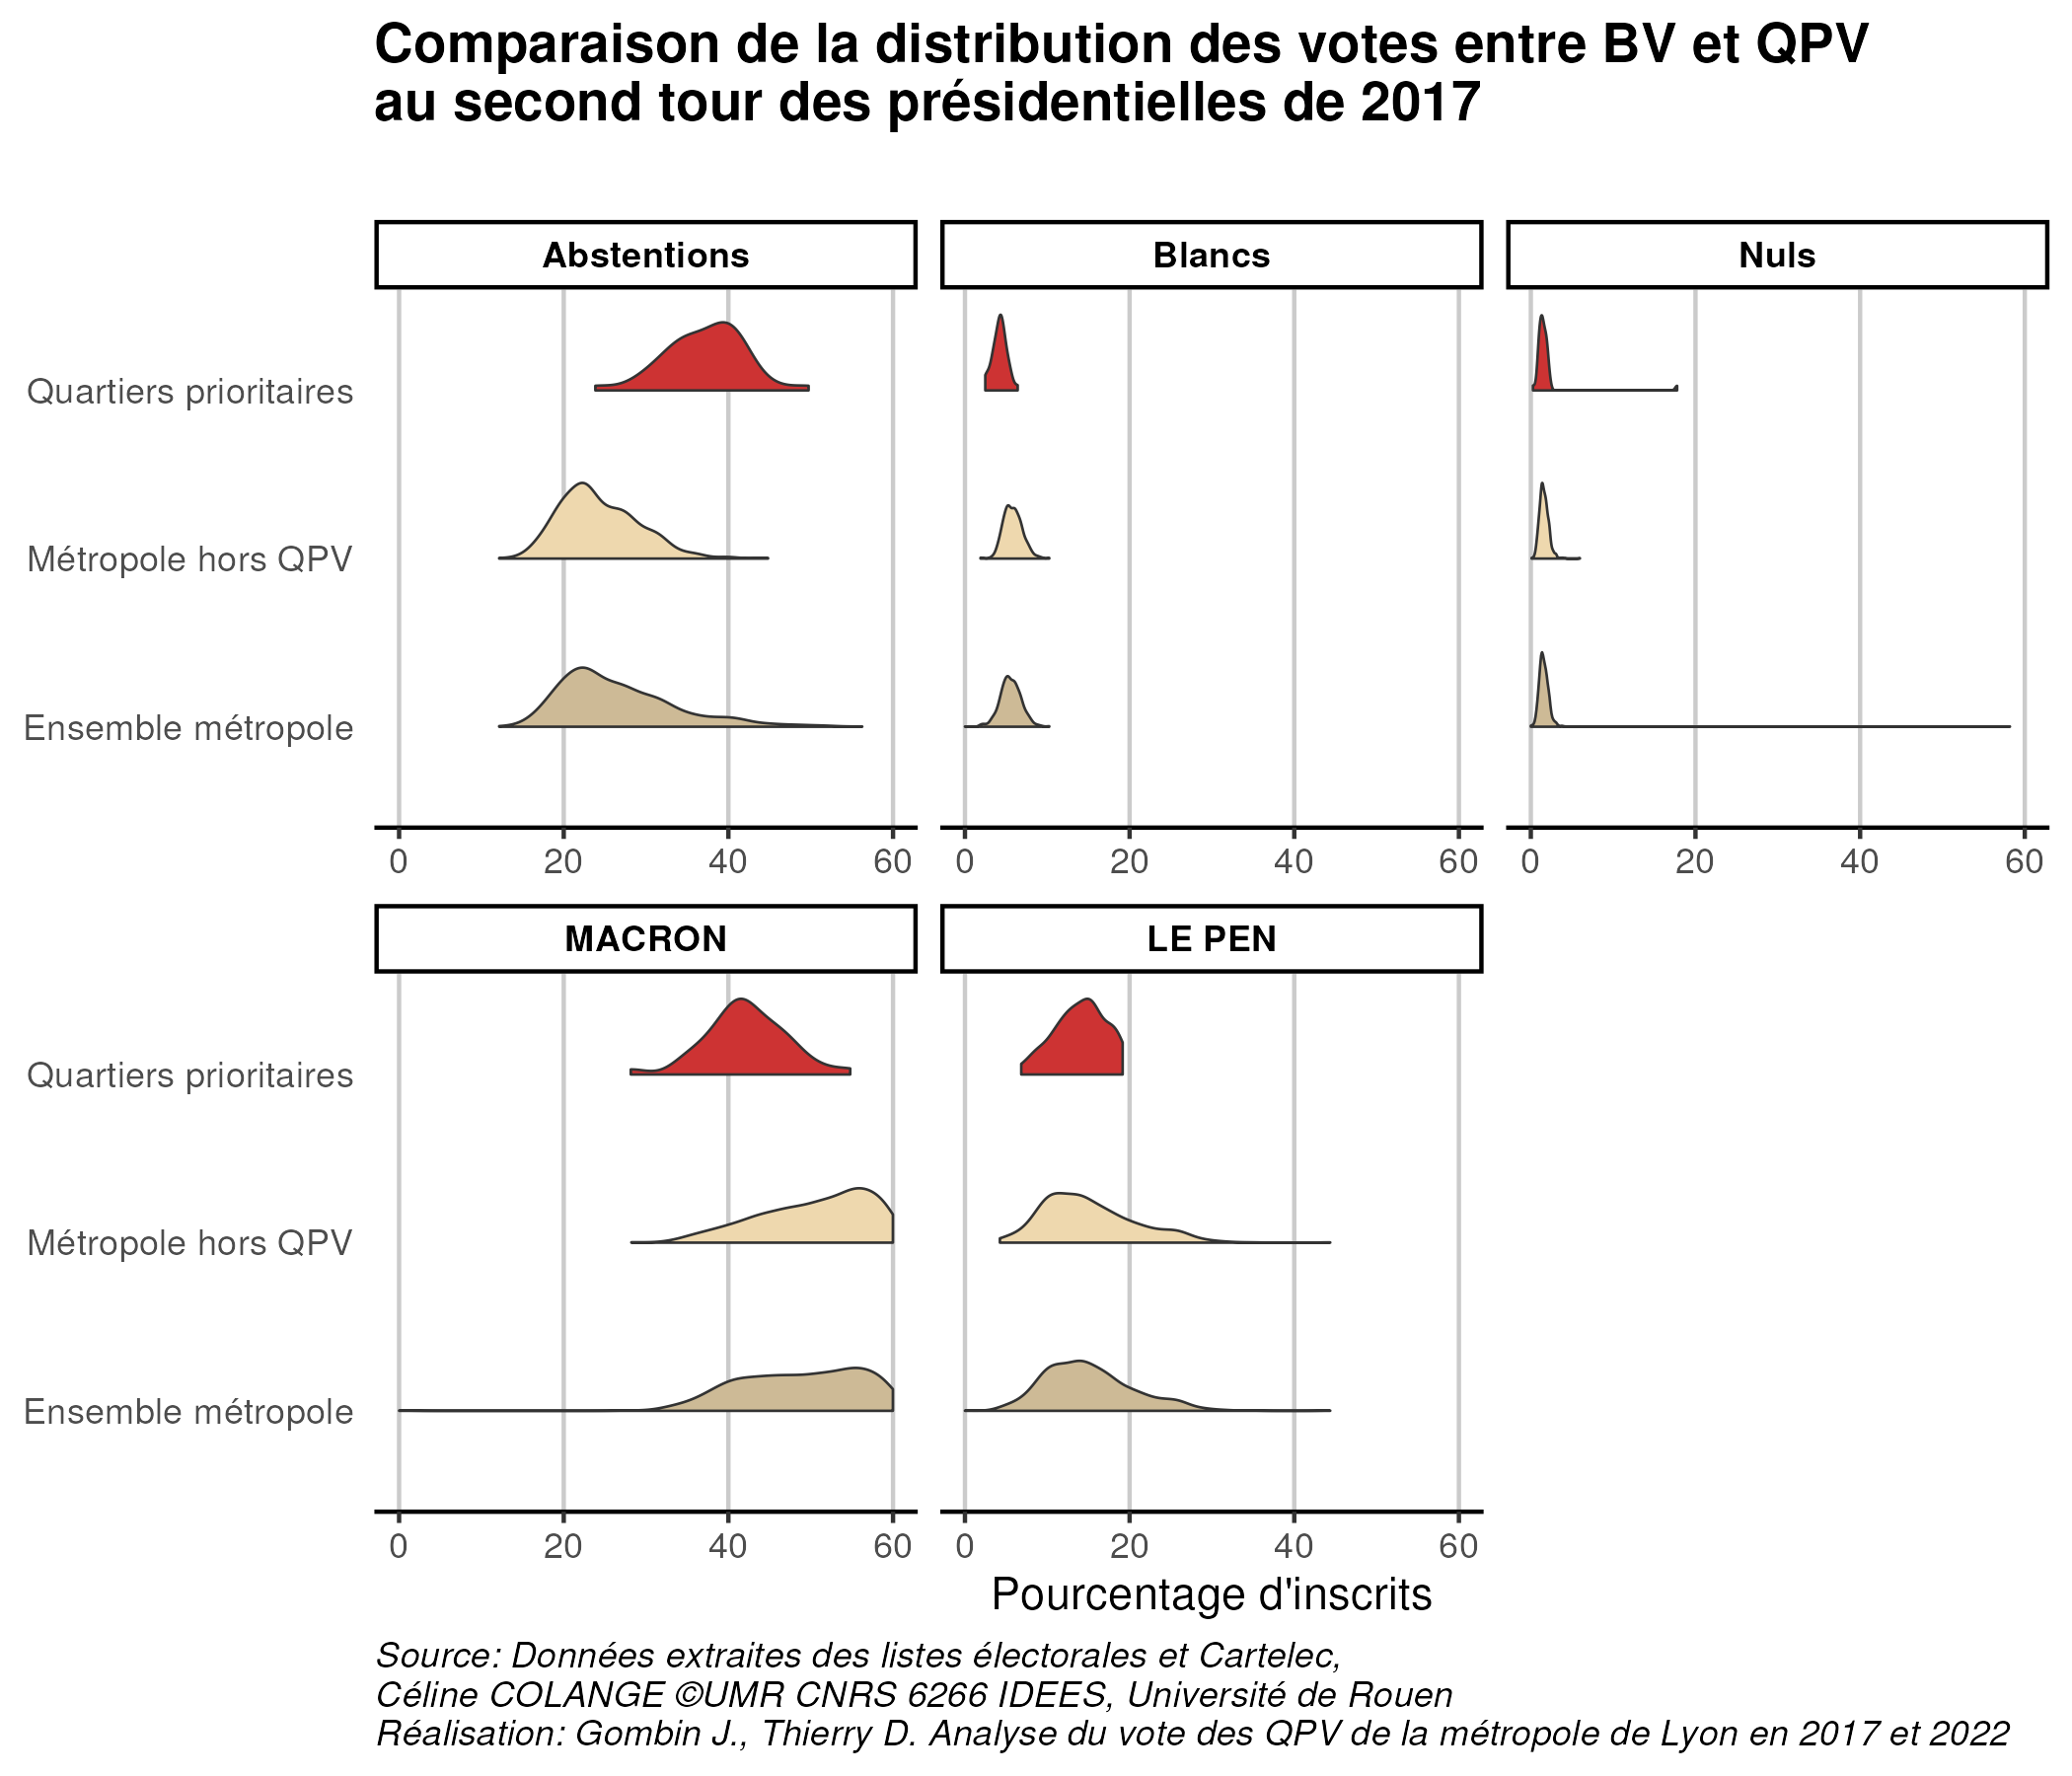 Comparaison de la distribution des votes entre BV et QPV
au second tour des présidentielles de 2017
Abstentions
Blancs
Nuls
Quartiers prioritaires
Métropole hors QPV
Ensemble métropole
0 20 40 60
0 20 40 60
0 20 40 60
MACRON
LE PEN
Quartiers prioritaires
Métropole hors QPV
Ensemble métropole
0 20 40 60
0 20 40 60
Pourcentage d'inscrits
Source: Données extraites des listes électorales et Cartelec,
Céline COLANGE ©UMR CNRS 6266 IDEES, Université de Rouen
Réalisation: Gombin J., Thierry D. Analyse du vote des QPV de la métropole de Lyon en 2017 et 2022